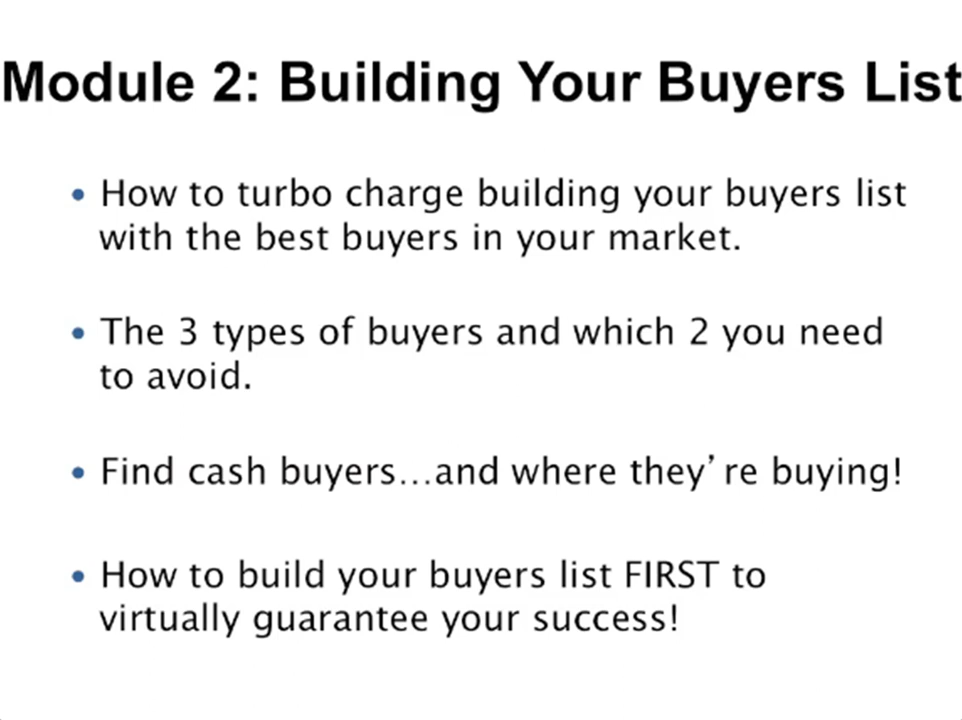 Module 2: Building Your Buyers List
• How to turbo charge building your buyers list
with the best buyers in your market.
• The 3 types of buyers and which 2 you need
to avoid.
• Find cash buyers…and where they’re buying!
• How to build your buyers list FIRST to
virtually guarantee your success!